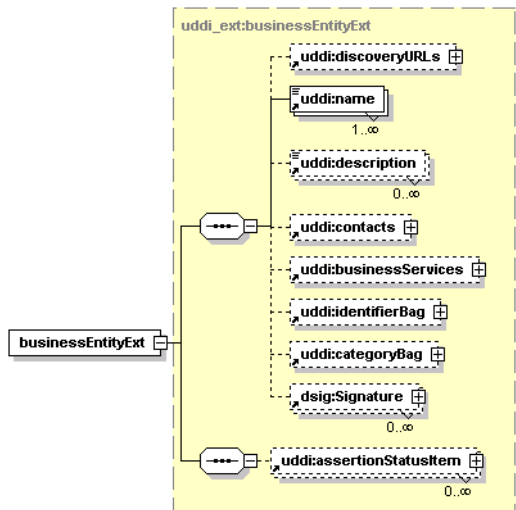 uddi_ext:businessEntityExt
uddi:discoveryURLs
uddi:name
1..∞
uddi:description
0..∞
uddi:contacts
uddi:businessServices
uddi:identifierBag
businessEntityExt
uddi:categoryBag
dsig:Signature
0..∞
uddi:assertionStatusItem
0..∞